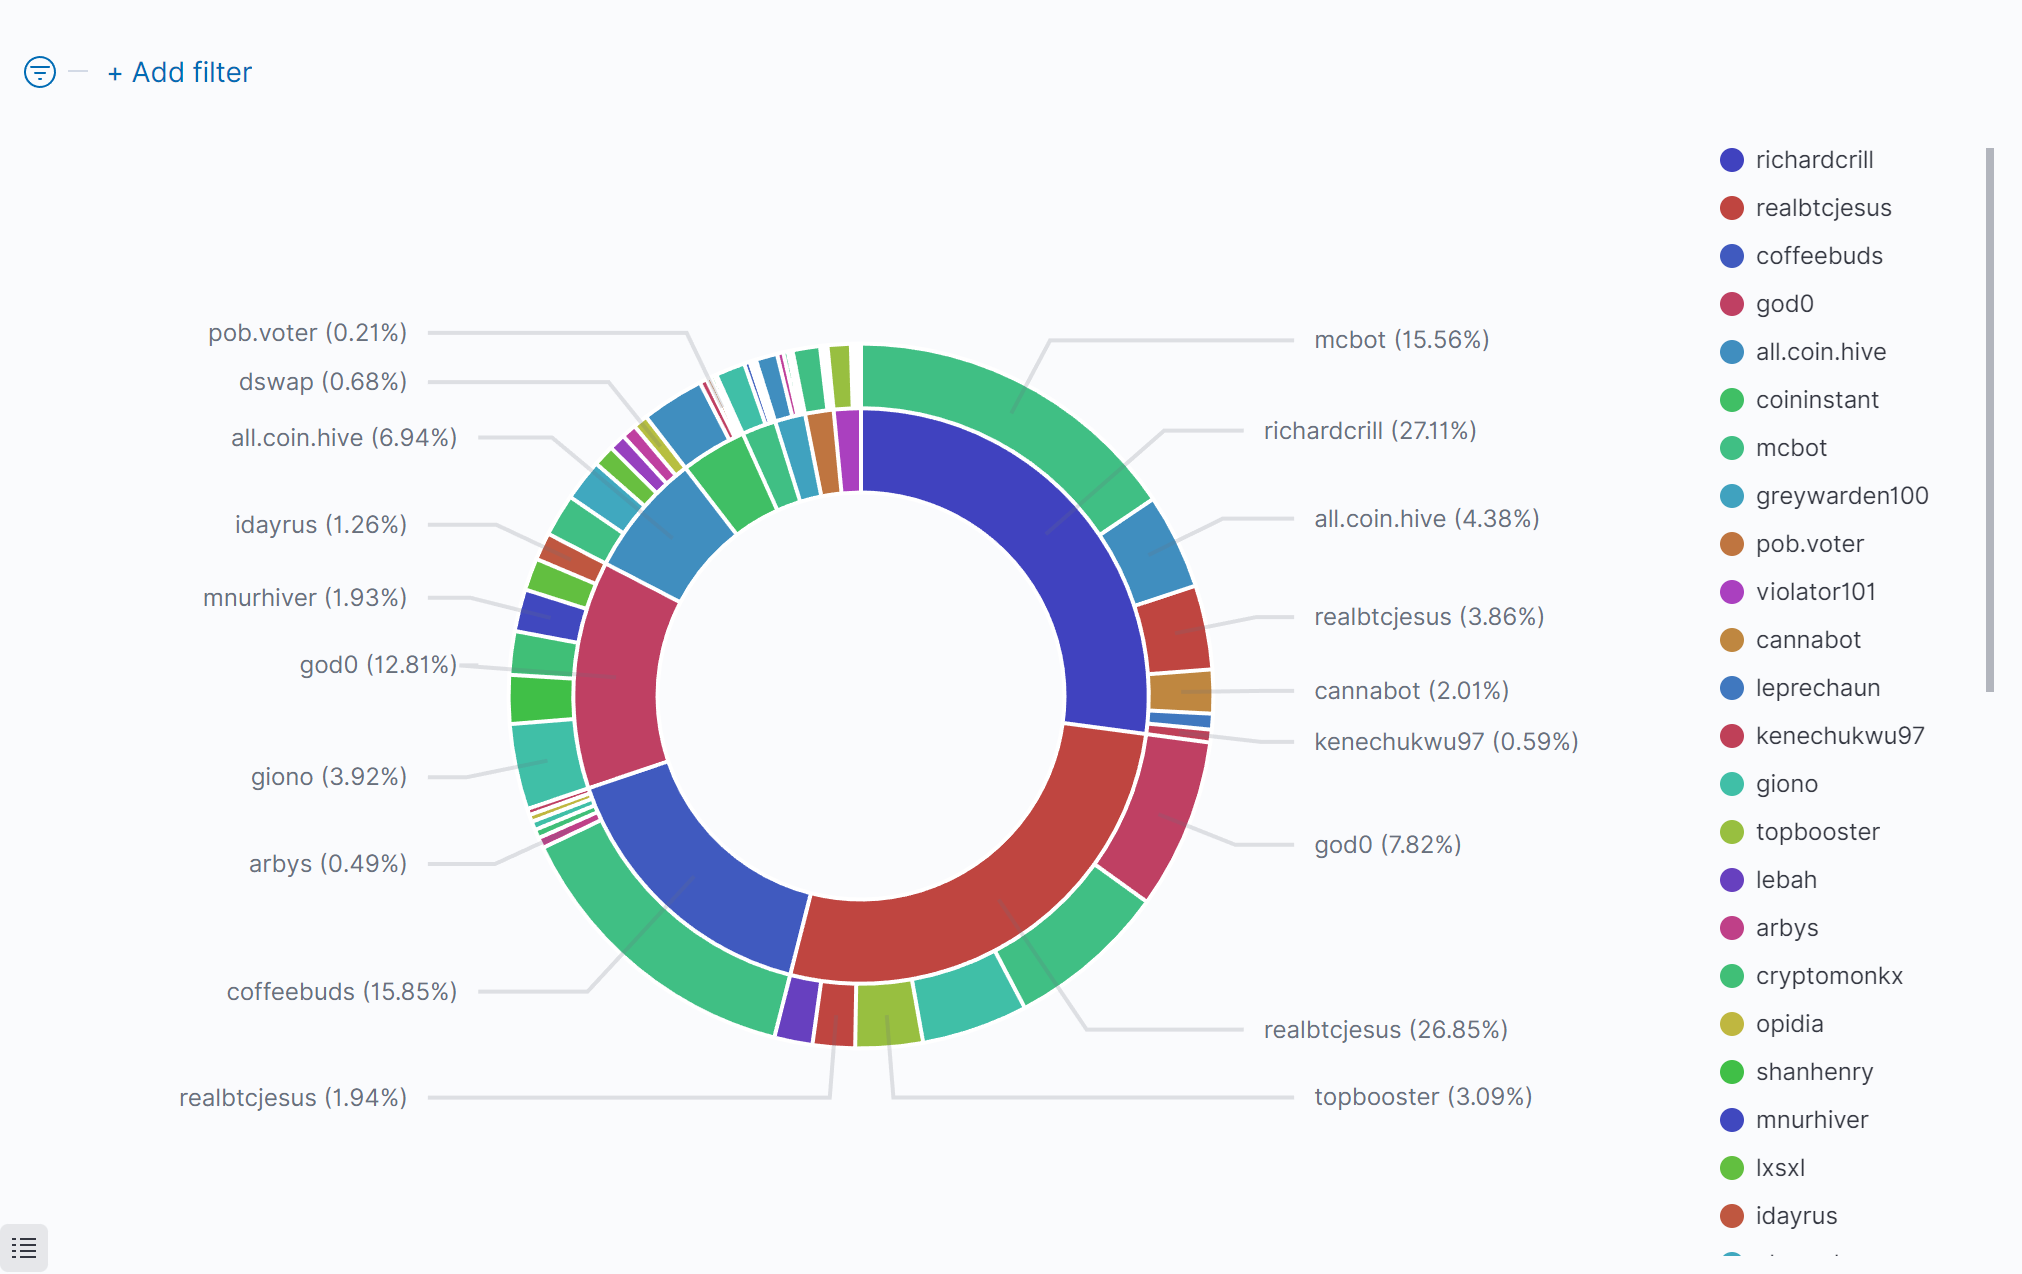 + Add filter
pob.voter (0.21%)
dswap (0.68%)
all.coin.hive (6.94%)
idayrus (1.26%)
mnurhiver (1.93%)
god0 (12.81%)
giono (3.92%)
arbys (0.49%)
coffeebuds (15.85%)
realbtcjesus (1.94%)
mcbot (15.56%)
richardcrill (27.11%)
all.coin.hive (4.38%)
realbtcjesus (3.86%)
cannabot (2.01%)
kenechukwu97 (0.59%)
god0 (7.82%)
realbtcjesus (26.85%)
topbooster (3.09%)
richardcrill
realbtcjesus
coffeebuds
god0
all.coin.hive
coininstant
mcbot
greywarden100
pob.voter
violator101
cannabot
leprechaun
kenechukwu97
giono
topbooster
lebah
arbys
cryptomonkx
opidia
shanhenry
mnurhiver
lxsxl
idayrus